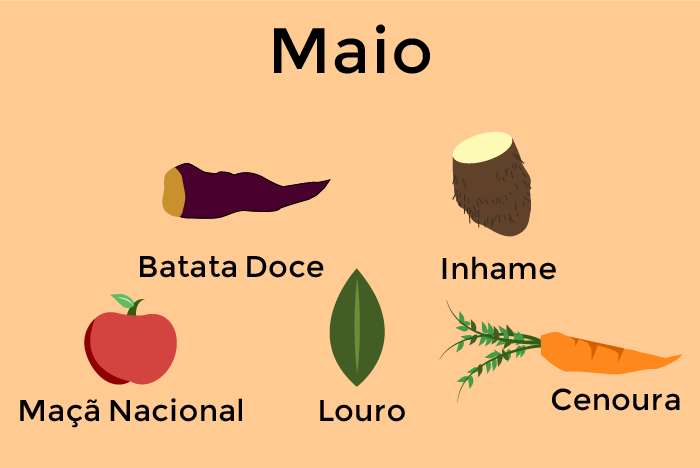 Maio
Batata Doce
Inhame
Maçã Nacional
Louro
Cenoura